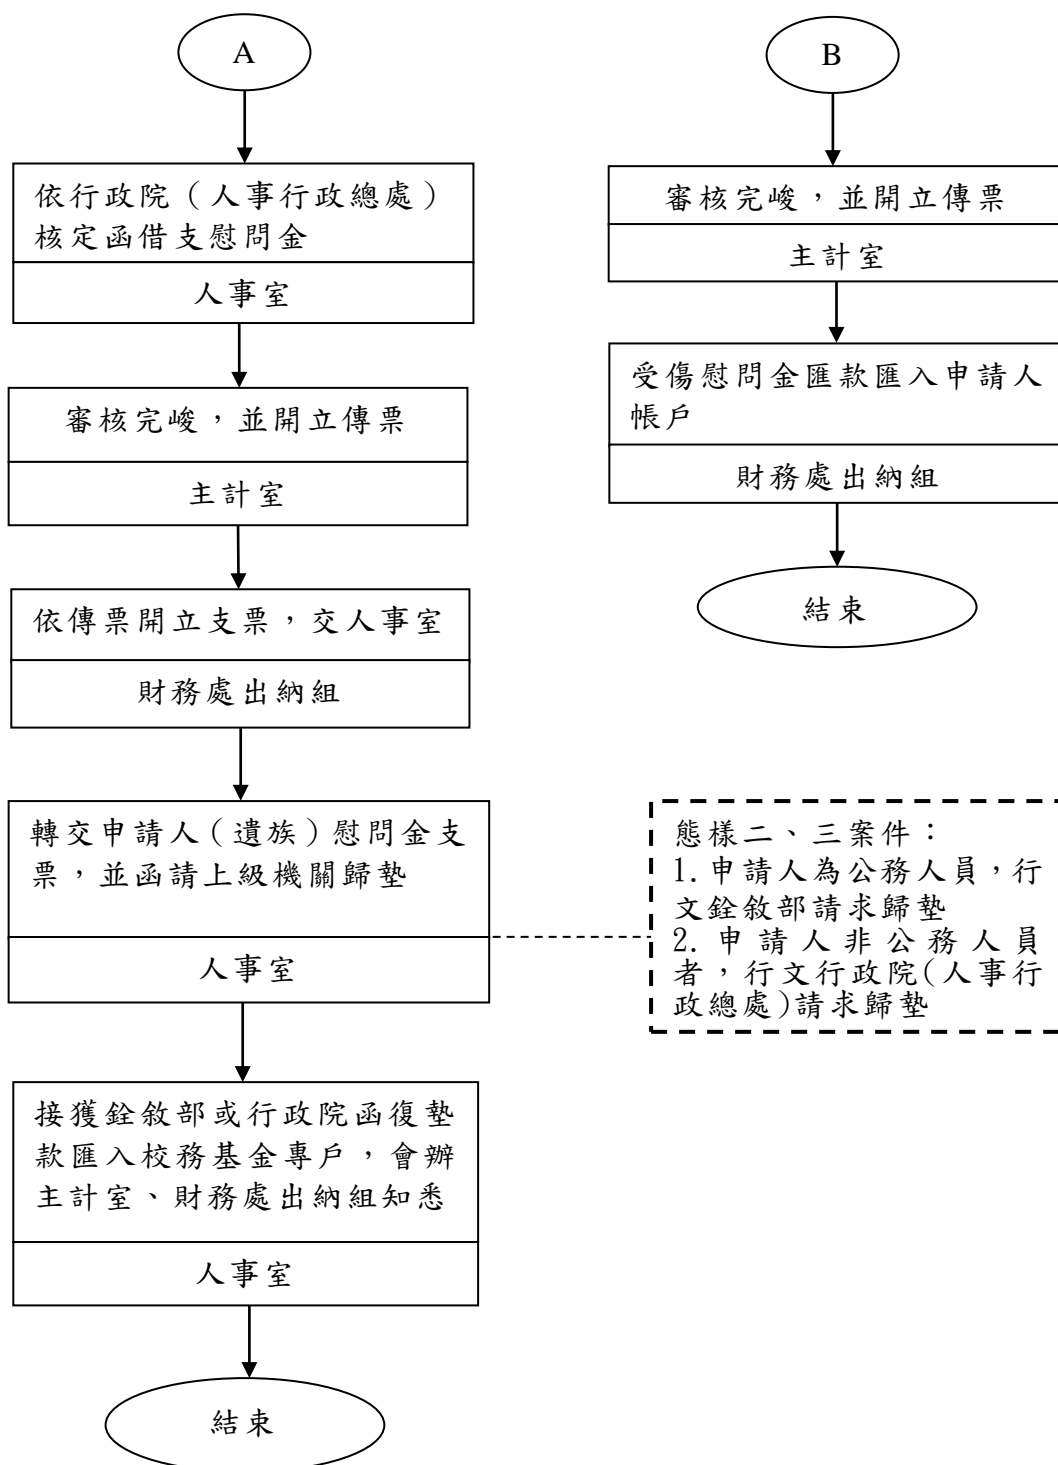 A
依行政院（人事行政總處）
核定函借支慰問金
人事室
審核完峻，並開立傳票
主計室
依傳票開立支票，交人事室
財務處出納組
轉交申請人（遺族）慰問金支
票，並函請上級機關歸墊
人事室
接獲銓敘部或行政院函復墊
款匯入校務基金專戶，會辦
主計室、財務處出納組知悉
人事室
結束
B
審核完峻，並開立傳票
主計室
受傷慰問金匯款匯入申請人
帳戶
財務處出納組
結束
態樣二、三案件：
1.申請人為公務人員，行
文銓敘部請求歸墊
2.申請人非公務人員
者，行文行政院(人事行
政總處)請求歸墊